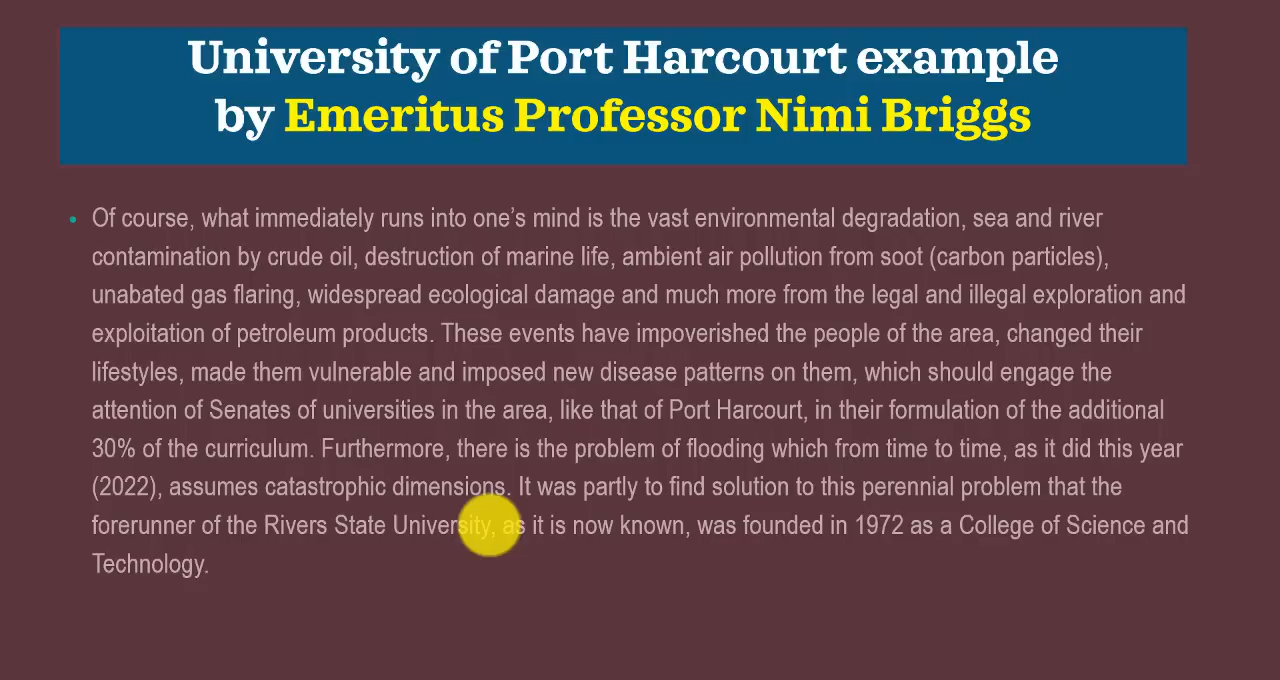 University of Port Harcourt example
by Emeritus Professor Nimi Briggs
• Of course, what immediately runs into one’s mind is the vast environmental degradation, sea and river
contamination by crude oil, destruction of marine life, ambient air pollution from soot (carbon particles),
unabated gas flaring, widespread ecological damage and much more from the legal and illegal exploration and
exploitation of petroleum products. These events have impoverished the people of the area, changed their
lifestyles, made them vulnerable and imposed new disease patterns on them, which should engage the
attention of Senates of universities in the area, like that of Port Harcourt, in their formulation of the additional
30% of the curriculum. Furthermore, there is the problem of flooding which from time to time, as it did this year
(2022), assumes catastrophic dimensions. It was partly to find solution to this perennial problem that the
forerunner of the Rivers State University, as it is now known, was founded in 1972 as a College of Science and
Technology.